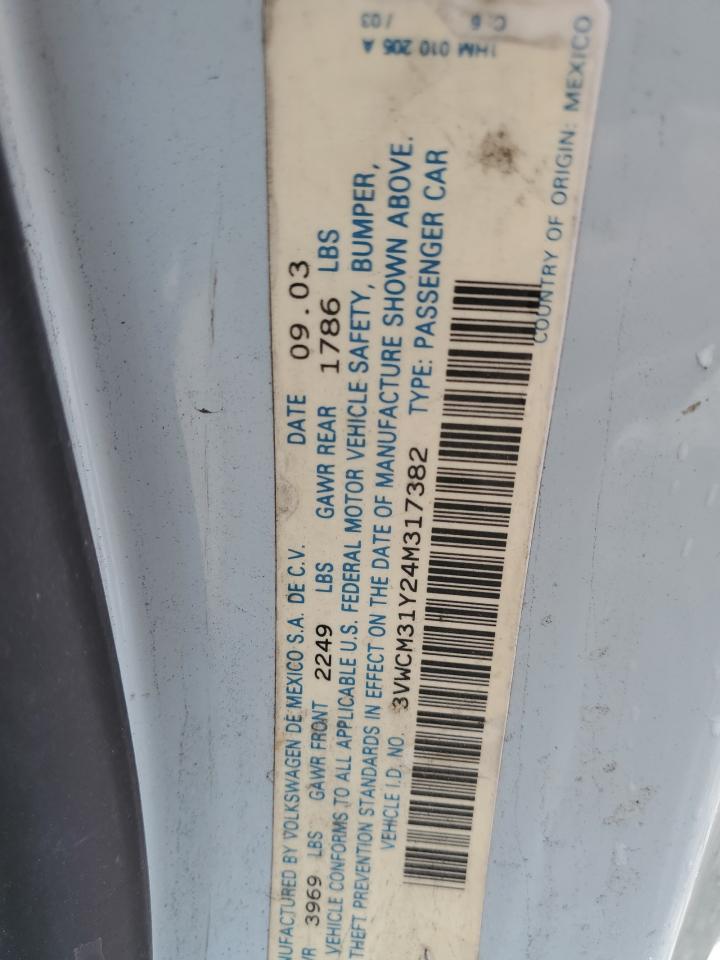 NUFACTURED BY VOLKSWAGEN DE MEXICO S.A. DE C.V. DATE 09.03
VR 3969 LBS GAWR FRONT 2249 LBS GAWR REAR 1786 LBS
VEHICLE CONFORMS TO ALL APPLICABLE U.S. FEDERAL MOTOR VEHICLE SAFETY, BUMPER,
THEFT PREVENTION STANDARDS IN EFFECT ON THE DATE OF MANUFACTURE SHOWN ABOVE.
VEHICLE I.D. NO. 3VWCM31Y24M317382 TYPE: PASSENGER CAR
COUNTRY OF ORIGIN: MEXICO
1HM 010 205 A
/03 C. 6